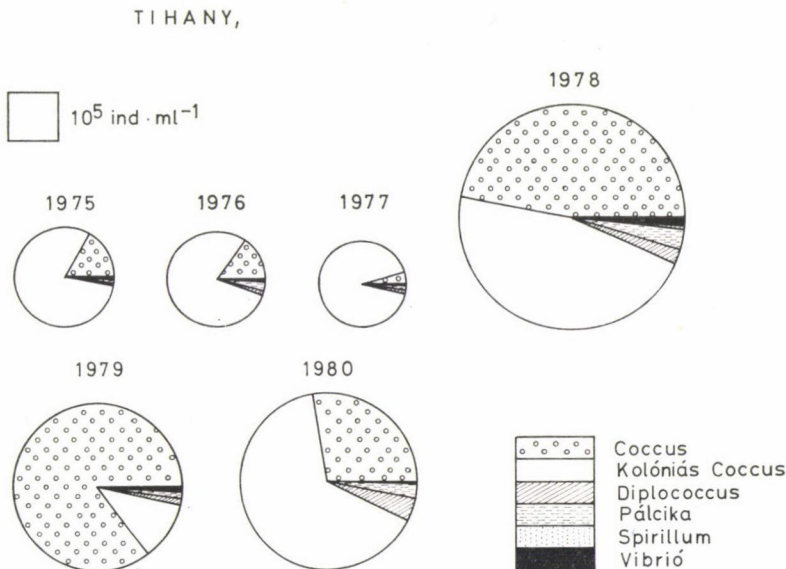 TIHANY,
10⁵ ind · ml⁻¹
1978
1975
1976
1977
1979
1980
Coccus
Kolóniás Coccus
Diplococcus
Pálcika
Spirillum
Vibrió